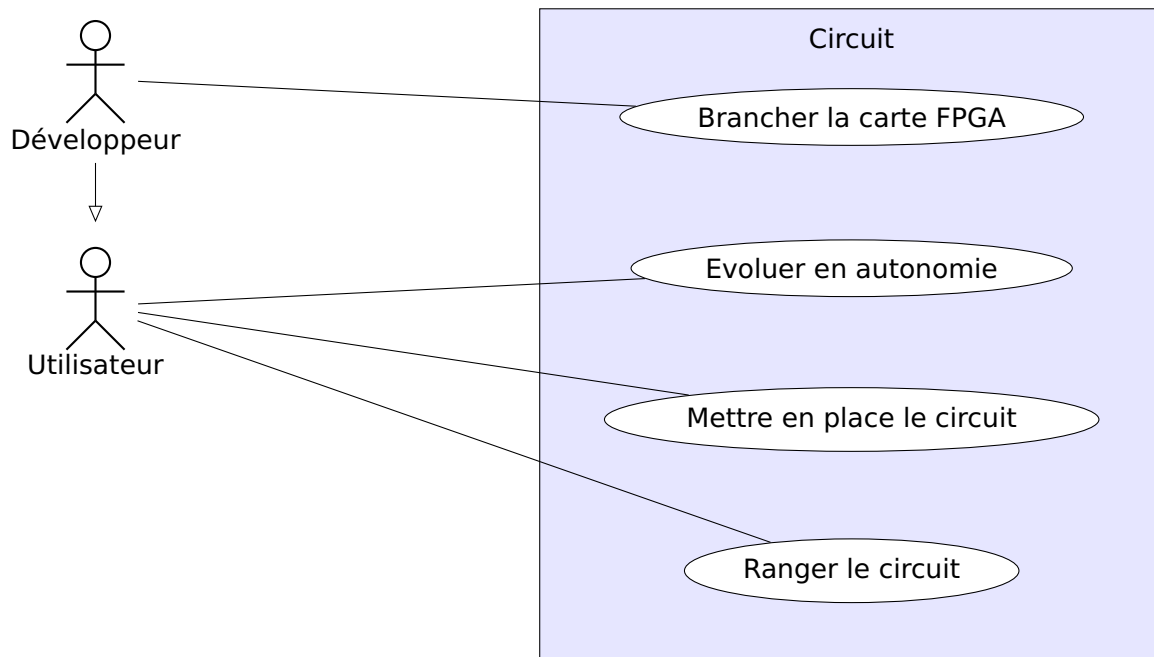 Circuit
Brancher la carte FPGA
Développeur
Evoluer en autonomie
Utilisateur
Mettre en place le circuit
Ranger le circuit